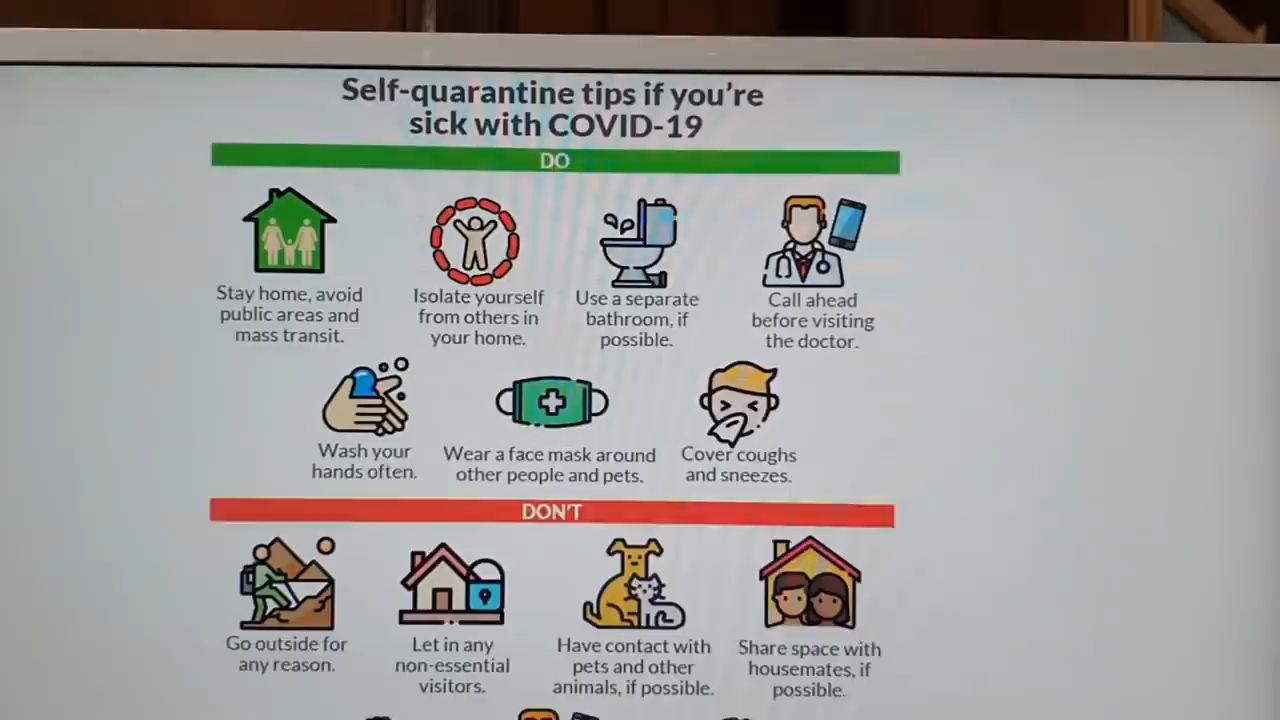 Self-quarantine tips if you're
sick with COVID-19
DO
Stay home, avoid
public areas and
mass transit.
Isolate yourself
from others in
your home.
Use a separate
bathroom, if
possible.
Call ahead
before visiting
the doctor.
Wash your
hands often.
Wear a face mask around
other people and pets.
Cover coughs
and sneezes.
DON'T
Go outside for
any reason.
Let in any
non-essential
visitors.
Have contact with
pets and other
animals, if possible.
Share space with
housemates, if
possible.